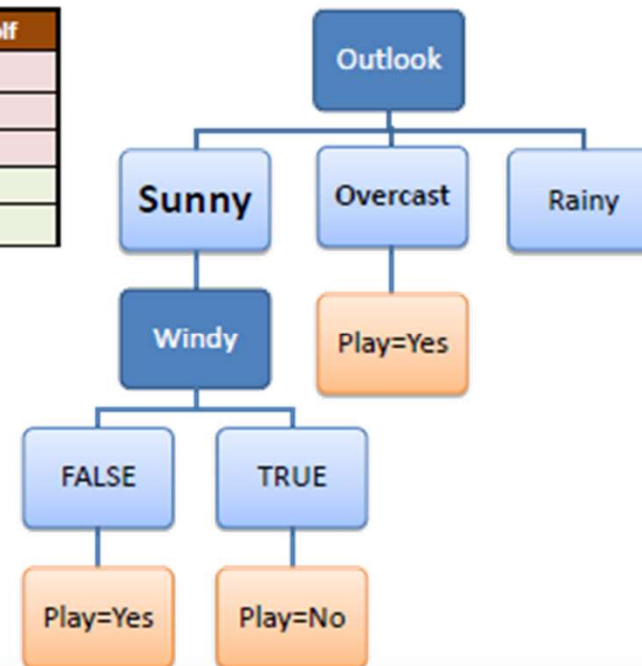 Outlook
Sunny
Overcast
Rainy
Windy
Play=Yes
FALSE
TRUE
Play=Yes
Play=No